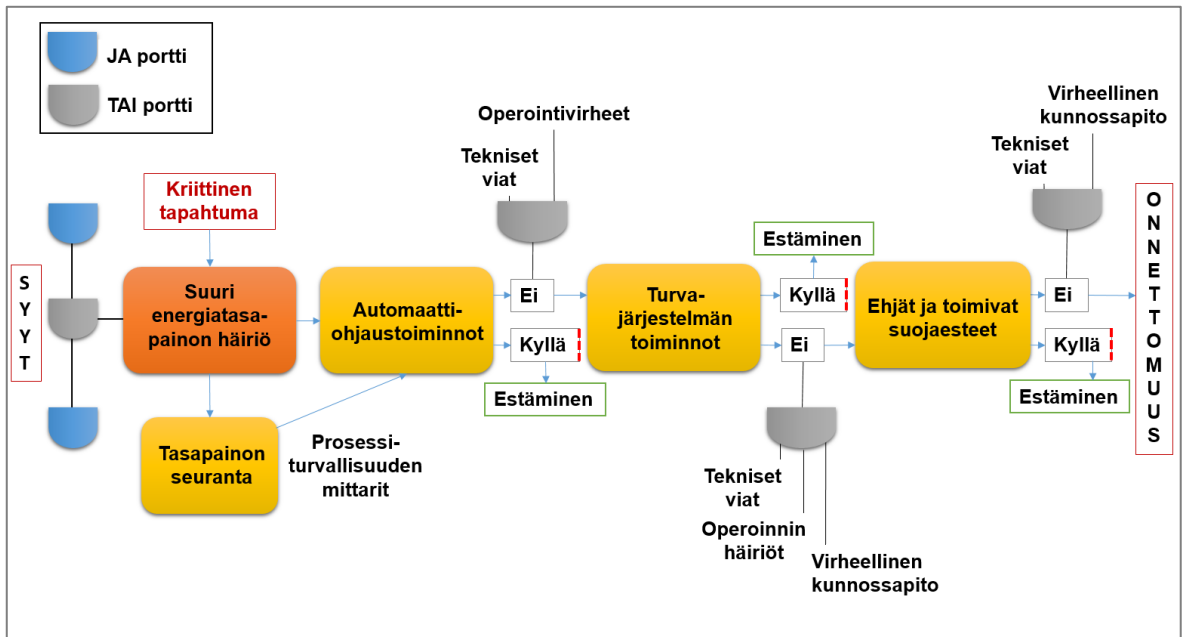 JA portti
TAI portti
SYYT
Kriittinen
tapahtuma
Suuri
energiatasa-
painon häiriö
Tasapainon
seuranta
Prosessi-
turvallisuuden
mittarit
Automaatti-
ohjaustoiminnot
Operointivirheet
Tekniset
viat
Ei
Kyllä
Estäminen
Turva-
järjestelmän
toiminnot
Estäminen
Kyllä
Ei
Tekniset
viat
Operoinnin
häiriöt
Virheellinen
kunnossapito
Ehjät ja toimivat
suojaesteet
Virheellinen
kunnossapito
Tekniset
viat
Ei
Kyllä
Estäminen
ONNETTOMUUS